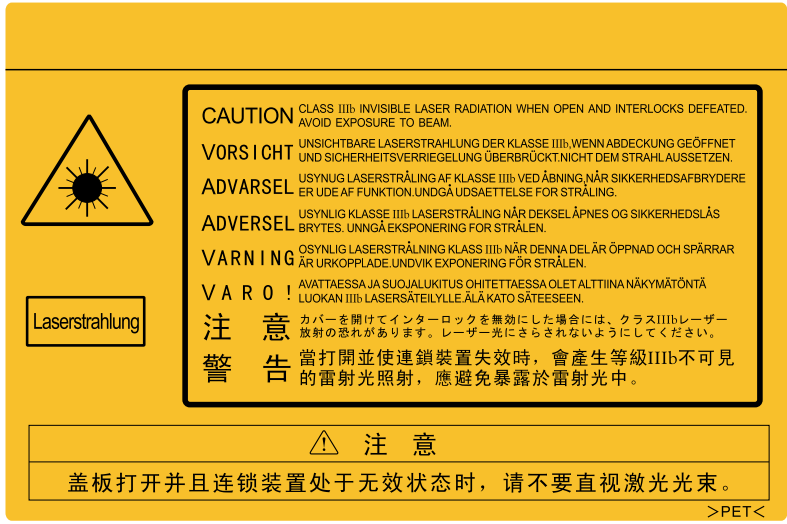 CAUTION CLASS IIIb INVISIBLE LASER RADIATION WHEN OPEN AND INTERLOCKS DEFEATED.
AVOID EXPOSURE TO BEAM.
VORSICHT UNSICHTBARE LASERSTRAHLUNG DER KLASSE IIIb,WENN ABDECKUNG GEÖFFNET
UND SICHERHEITSVERRIEGELUNG ÜBERBRÜCKT.NICHT DEM STRAHL AUSSETZEN.
ADVARSEL USYNUG LASERSTRÅLING AF KLASSE IIIb VED ÅBNING,NÅR SIKKERHEDSAFBRYDERE
ER UDE AF FUNKTION.UNDGÅ UDSAETTELSE FOR STRÅLING.
ADVERSEL USYNLIG KLASSE IIIb LASERSTRÅLING NÅR DEKSEL ÅPNES OG SIKKERHEDSLÅS
BRYTES. UNNGÅ EKSPONERING FOR STRÅLEN.
VARNING OSYNLIG LASERSTRÅLNING KLASS IIIb NÄR DENNA DEL ÄR ÖPPNAD OCH SPÄRRAR
ÄR URKOPPLADE.UNDVIK EXPONERING FÖR STRÅLEN.
VARO! AVATTAESSA JA SUOJALUKITUS OHITETTAESSA OLET ALTTIINA NÄKYMÄTÖNTÄ
LUOKAN IIIb LASERSÄTEILYLLE.ÄLÄ KATO SÄTEESEEN.
Laserstrahlung
注 意 カバーを開けてインターロックを無効にした場合には、クラスIIIbレーザー
放射の恐れがあります。レーザー光にさらされないようにしてください。
警 告 當打開並使連鎖裝置失效時，會產生等級IIIb不可見
的雷射光照射，應避免暴露於雷射光中。
注 意
盖板打开并且连锁装置处于无效状态时，请不要直视激光光束。
>PET<